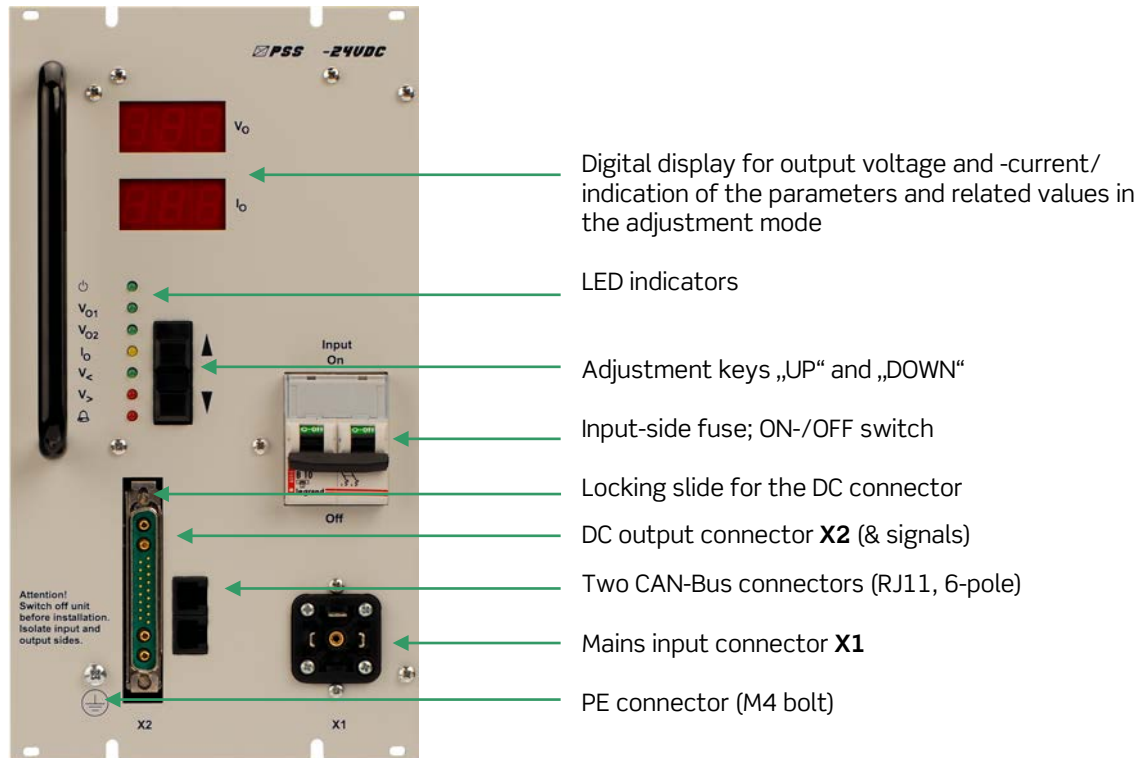 PSS -24VDC
VO
IO
VO1
VO2
IO
V<
V>
Input
On
B 10
legrand
Off
Attention!
Switch off unit
before installation.
Isolate input and
output sides.
X2
X1
Digital display for output voltage and -current/
indication of the parameters and related values in
the adjustment mode
LED indicators
Adjustment keys „UP“ and „DOWN“
Input-side fuse; ON-/OFF switch
Locking slide for the DC connector
DC output connector X2 (& signals)
Two CAN-Bus connectors (RJ11, 6-pole)
Mains input connector X1
PE connector (M4 bolt)